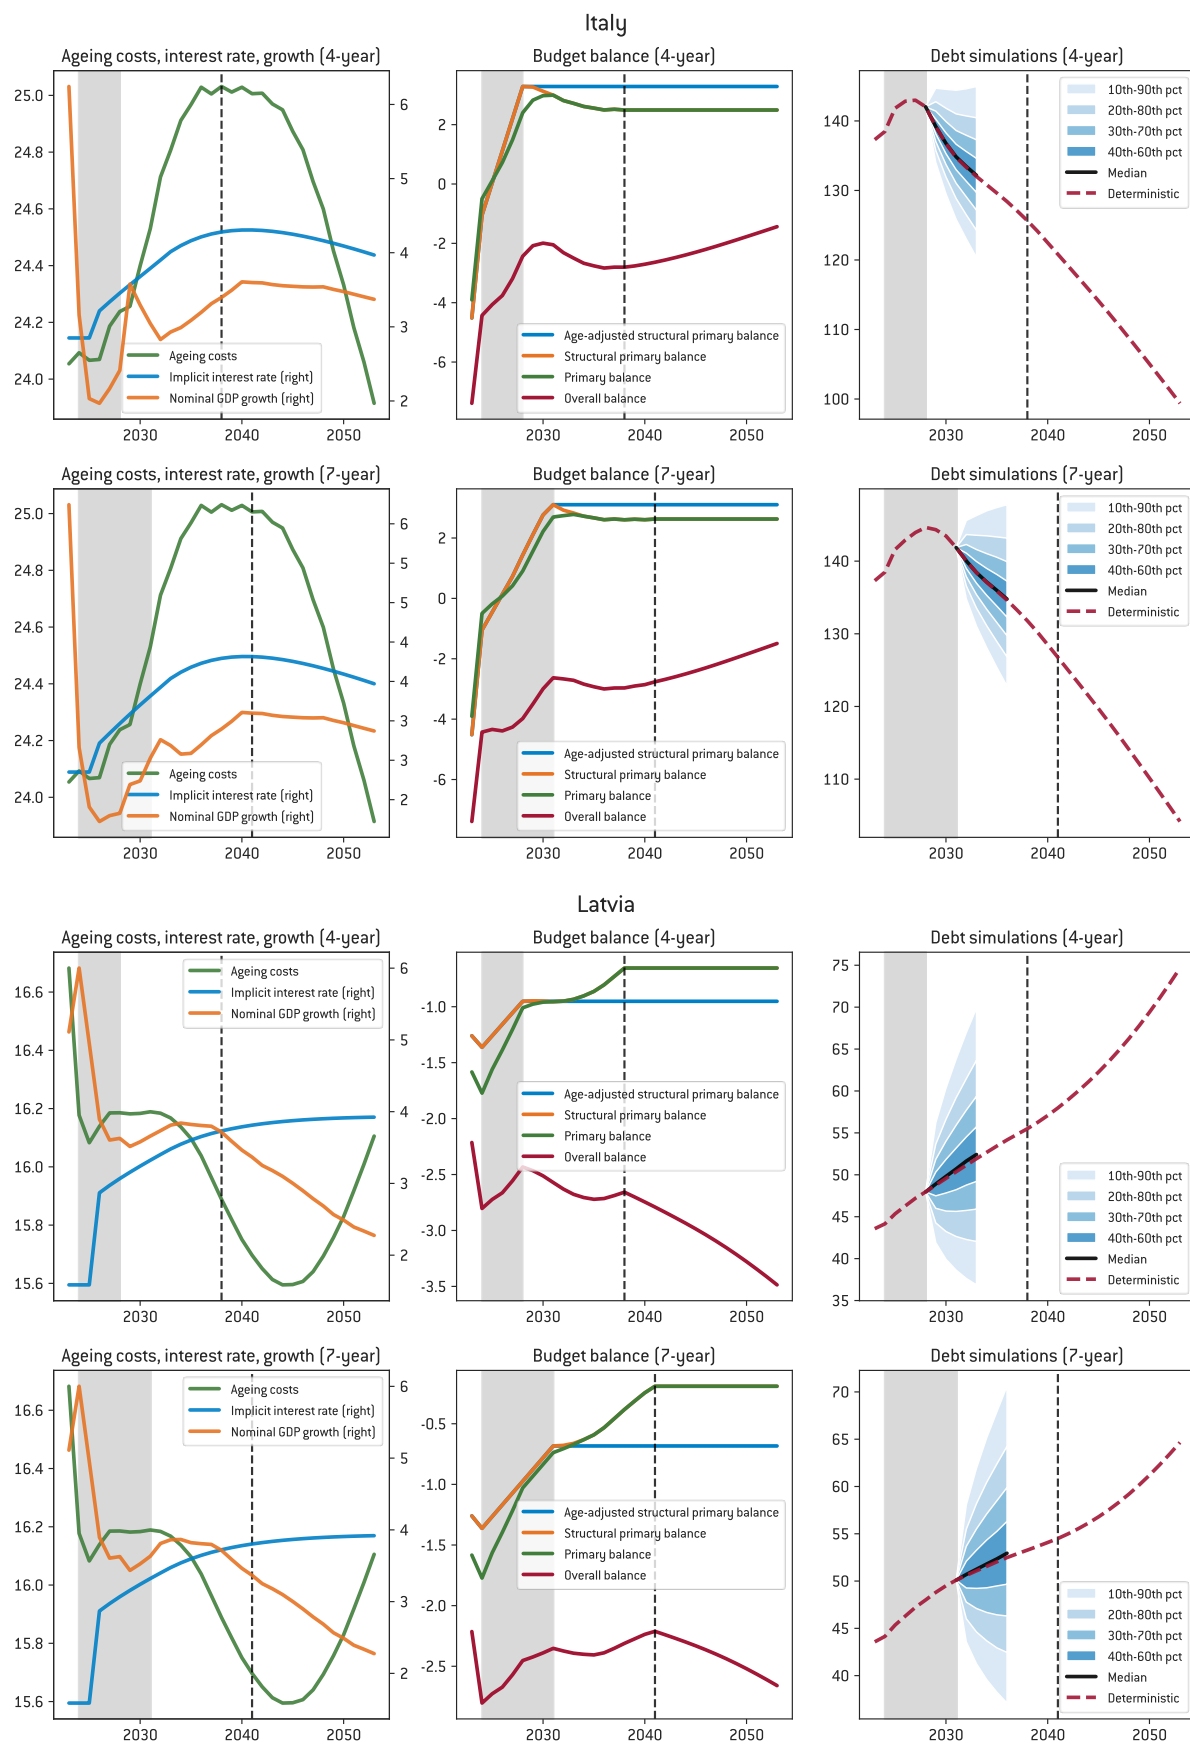 Italy
Ageing costs, interest rate, growth (4-year)
25.0
24.8
24.6
24.4
24.2
24.0
6
5
4
3
2
2030
2040
2050
Ageing costs
Implicit interest rate (right)
Nominal GDP growth (right)
Budget balance (4-year)
2
0
-2
-4
-6
2030
2040
2050
Age-adjusted structural primary balance
Structural primary balance
Primary balance
Overall balance
Debt simulations (4-year)
140
130
120
110
100
2030
2040
2050
10th-90th pct
20th-80th pct
30th-70th pct
40th-60th pct
Median
Deterministic
Ageing costs, interest rate, growth (7-year)
25.0
24.8
24.6
24.4
24.2
24.0
6
5
5
4
4
3
3
2
2030
2040
2050
Ageing costs
Implicit interest rate (right)
Nominal GDP growth (right)
Budget balance (7-year)
2
0
-2
-4
-6
2030
2040
2050
Age-adjusted structural primary balance
Structural primary balance
Primary balance
Overall balance
Debt simulations (7-year)
140
130
120
110
2030
2040
2050
10th-90th pct
20th-80th pct
30th-70th pct
40th-60th pct
Median
Deterministic
Latvia
Ageing costs, interest rate, growth (4-year)
16.6
16.4
16.2
16.0
15.8
15.6
6
5
4
3
2
2030
2040
2050
Ageing costs
Implicit interest rate (right)
Nominal GDP growth (right)
Budget balance (4-year)
-1.0
-1.5
-2.0
-2.5
-3.0
-3.5
2030
2040
2050
Age-adjusted structural primary balance
Structural primary balance
Primary balance
Overall balance
Debt simulations (4-year)
75
70
65
60
55
50
45
40
35
2030
2040
2050
10th-90th pct
20th-80th pct
30th-70th pct
40th-60th pct
Median
Deterministic
Ageing costs, interest rate, growth (7-year)
16.6
16.4
16.2
16.0
15.8
15.6
6
5
4
3
2
2030
2040
2050
Ageing costs
Implicit interest rate (right)
Nominal GDP growth (right)
Budget balance (7-year)
-0.5
-1.0
-1.5
-2.0
-2.5
2030
2040
2050
Age-adjusted structural primary balance
Structural primary balance
Primary balance
Overall balance
Debt simulations (7-year)
70
65
60
55
50
45
40
2030
2040
2050
10th-90th pct
20th-80th pct
30th-70th pct
40th-60th pct
Median
Deterministic